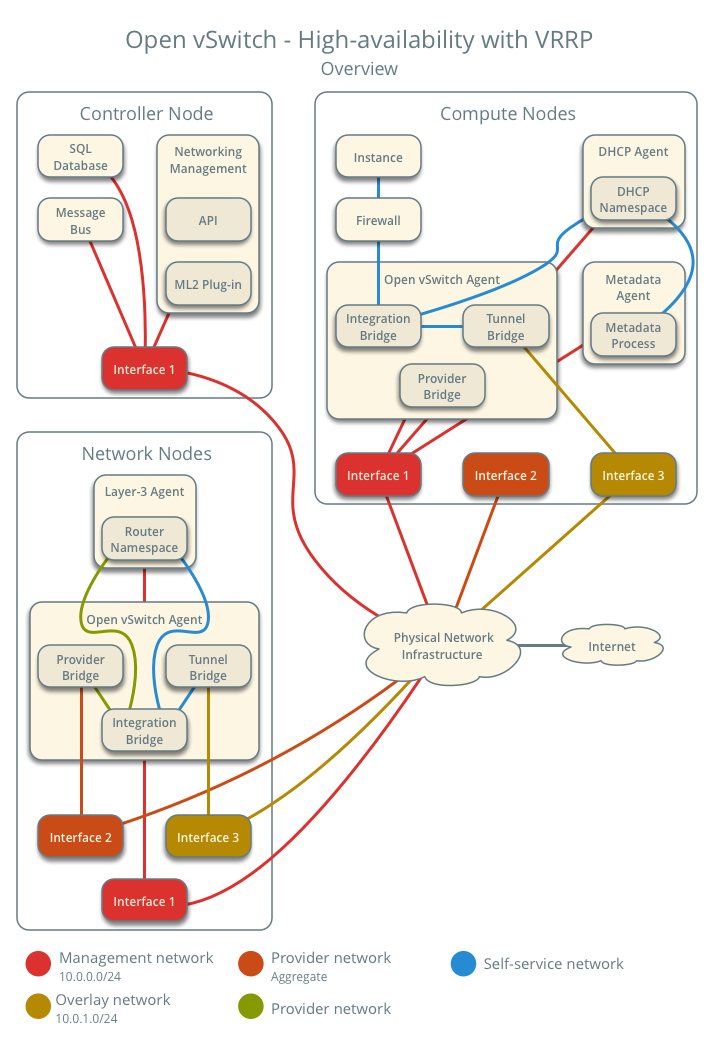 Open vSwitch - High-availability with VRRP
Overview
Controller Node
SQL
Database
Networking
Management
Message
Bus
API
ML2 Plug-in
Interface 1
Compute Nodes
Instance
DHCP Agent
DHCP
Namespace
Firewall
Open vSwitch Agent
Metadata
Agent
Integration
Bridge
Tunnel
Bridge
Metadata
Process
Provider
Bridge
Interface 1
Interface 2
Interface 3
Network Nodes
Layer-3 Agent
Router
Namespace
Open vSwitch Agent
Provider
Bridge
Tunnel
Bridge
Integration
Bridge
Interface 2
Interface 3
Interface 1
Physical Network
Infrastructure
Internet
Management network
10.0.0.0/24
Provider network
Aggregate
Self-service network
Overlay network
10.0.1.0/24
Provider network